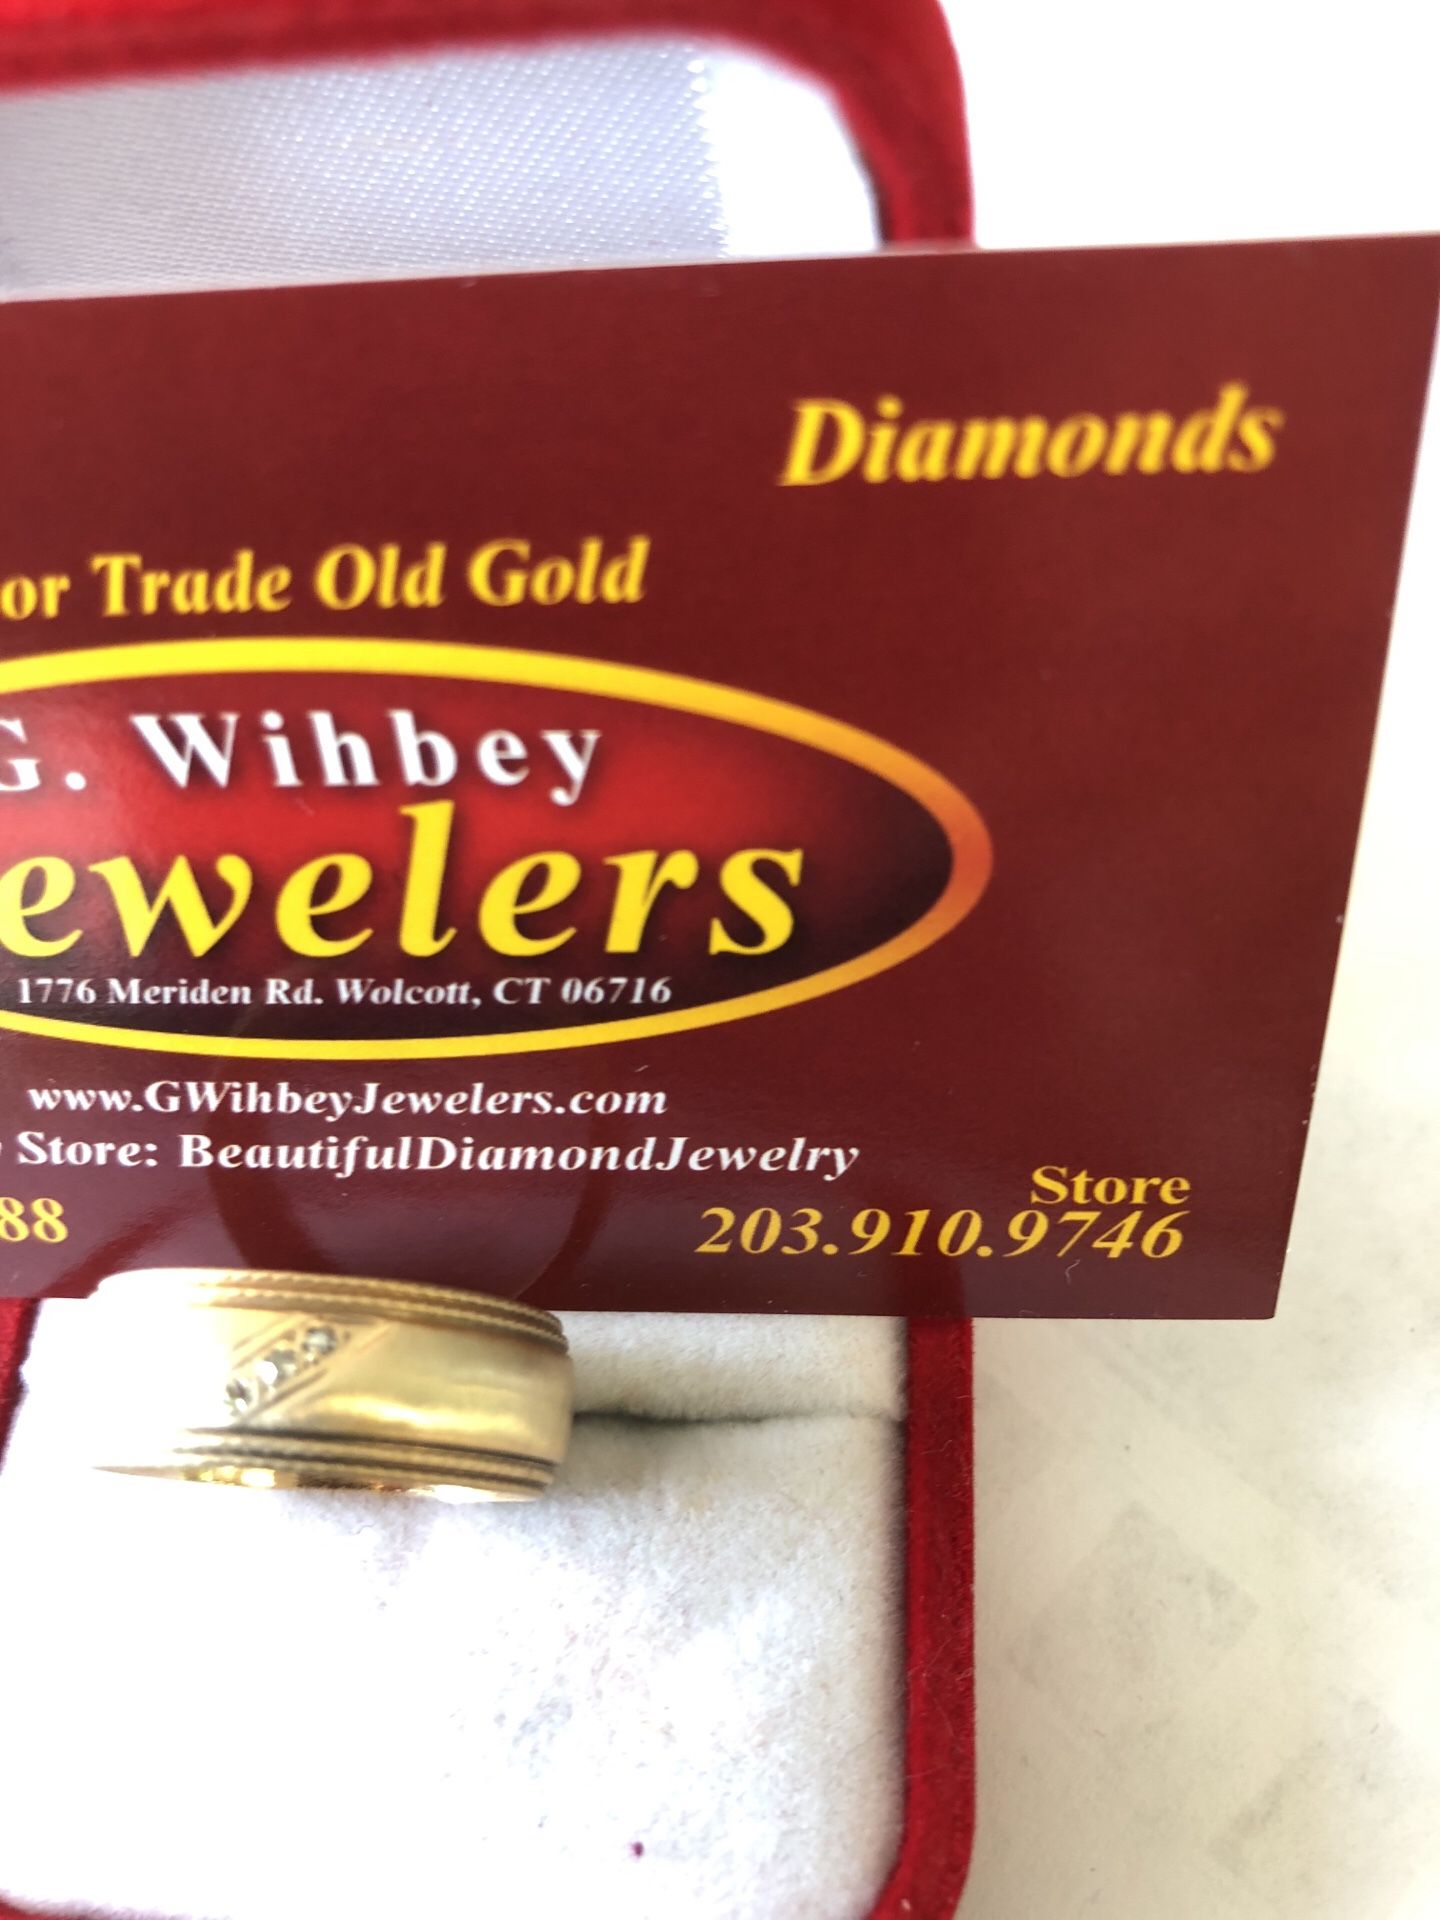 Diamonds
or Trade Old Gold
G. Wihbey
ewelers
1776 Meriden Rd. Wolcott, CT 06716
www.GWihbeyJewelers.com
Store: BeautifulDiamondJewelry
88
Store
203.910.9746